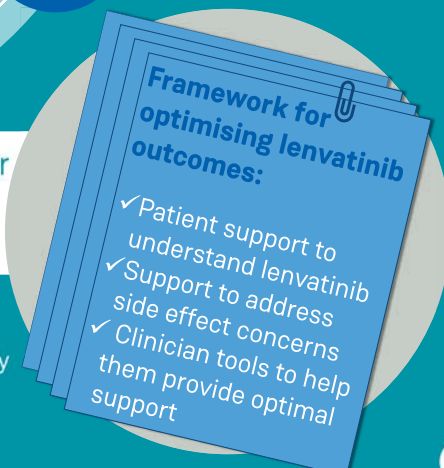 Framework for
optimising lenvatinib
outcomes:
✓Patient support to
understand lenvatinib
✓Support to address
side effect concerns
✓ Clinician tools to help
them provide optimal
support